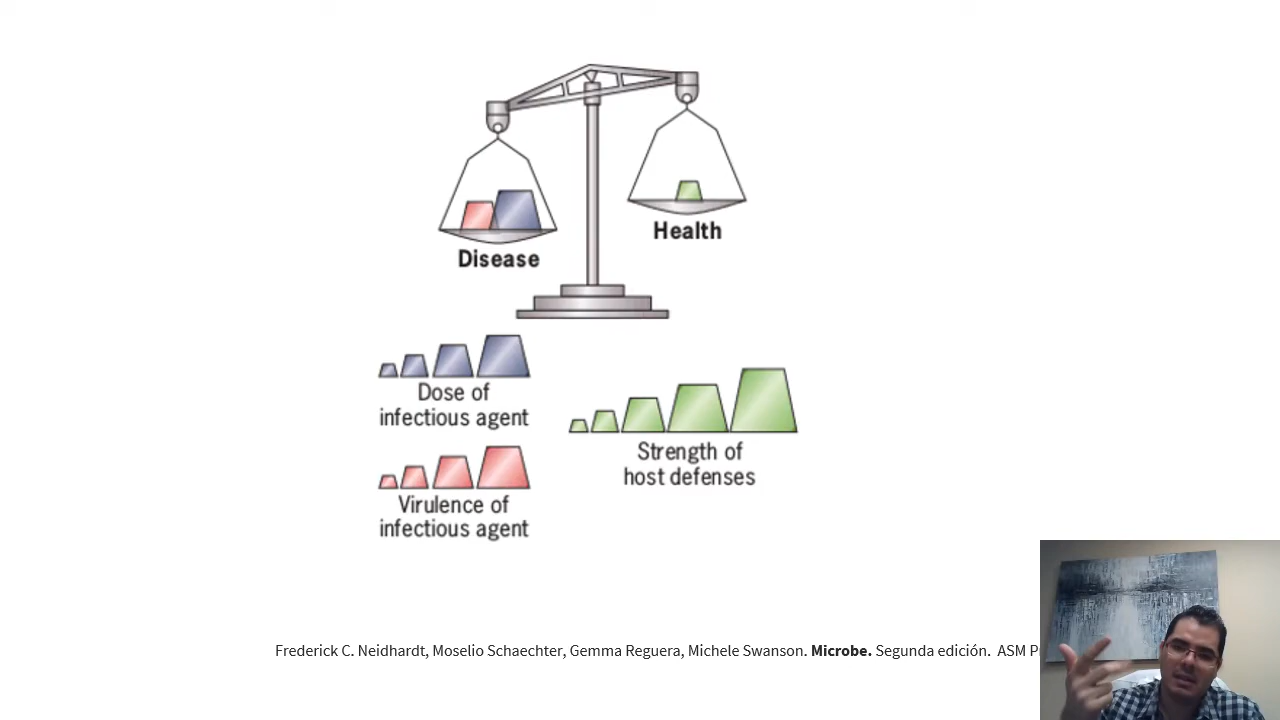 Health
Disease
Dose of
infectious agent
Strength of
host defenses
Virulence of
infectious agent
Frederick C. Neidhardt, Moselio Schaechter, Gemma Reguera, Michele Swanson. Microbe. Segunda edición. ASM